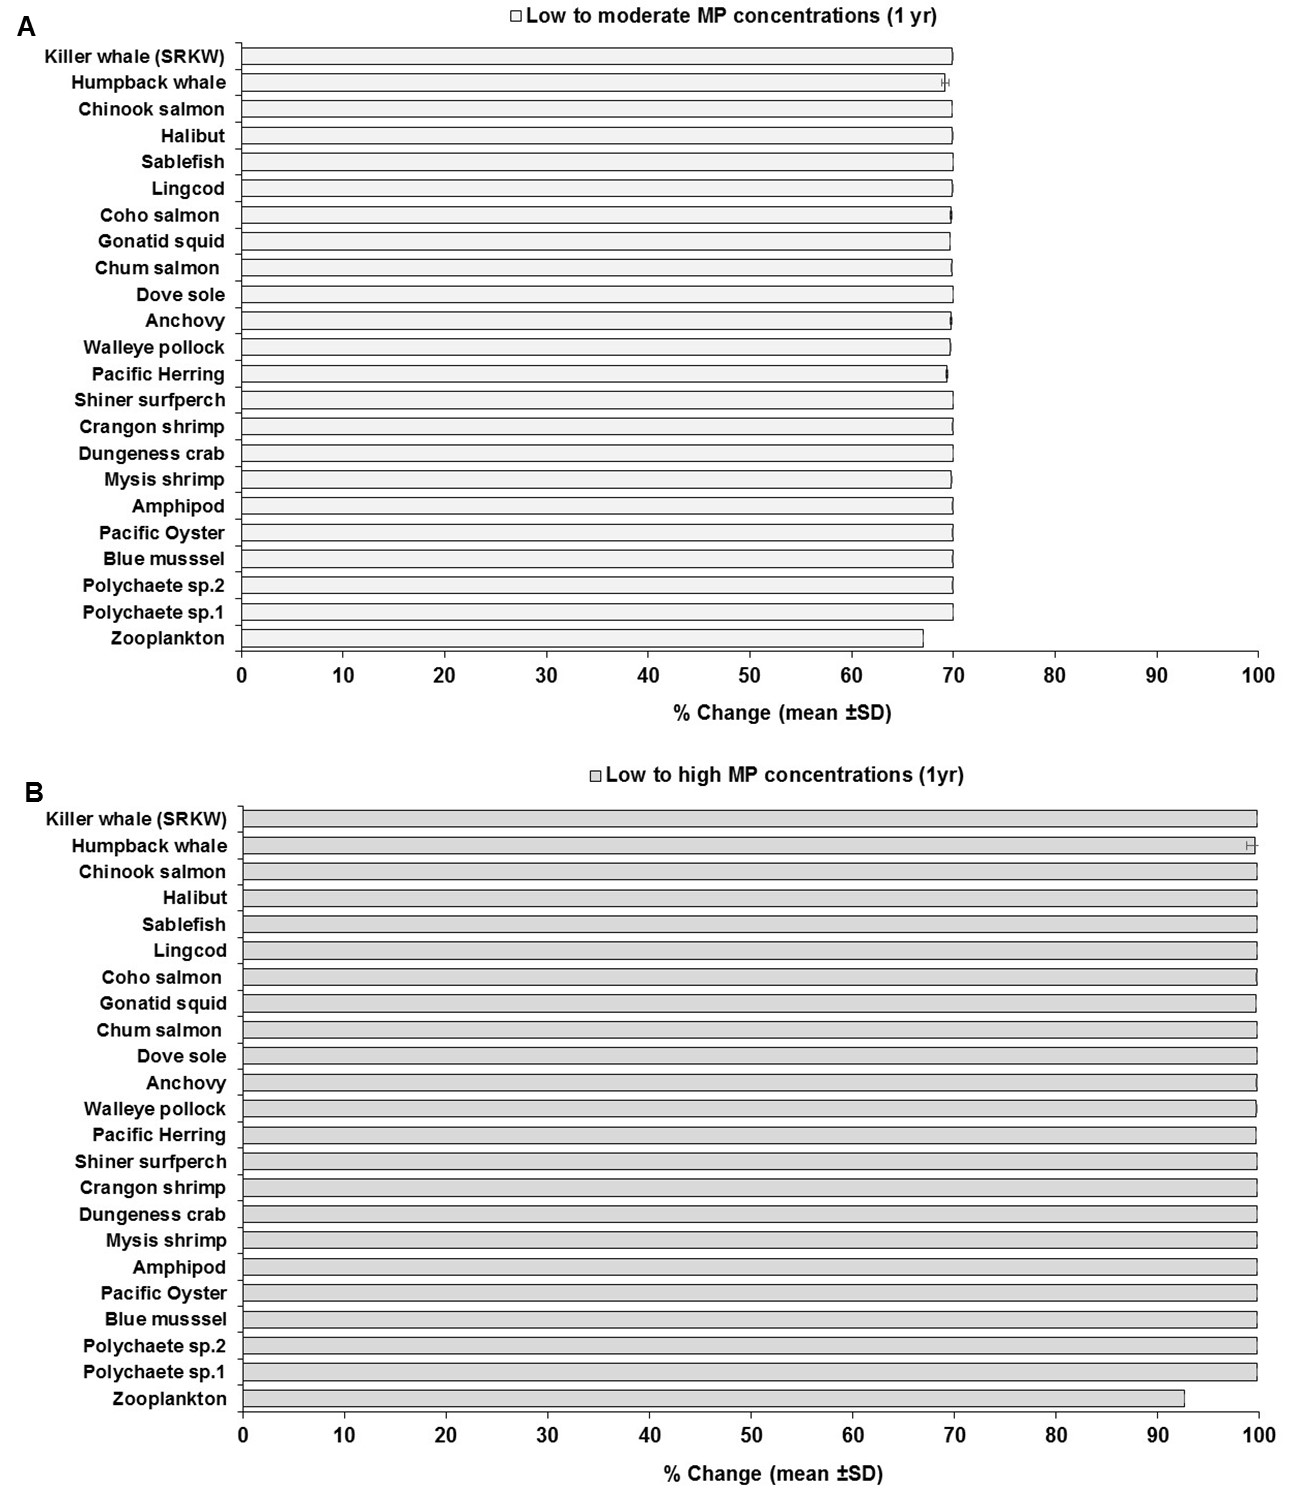 A
Low to moderate MP concentrations (1 yr)
Killer whale (SRKW)
Humpback whale
Chinook salmon
Halibut
Sablefish
Lingcod
Coho salmon
Gonatid squid
Chum salmon
Dove sole
Anchovy
Walleye pollock
Pacific Herring
Shiner surfperch
Crangon shrimp
Dungeness crab
Mysis shrimp
Amphipod
Pacific Oyster
Blue musssel
Polychaete sp.2
Polychaete sp.1
Zooplankton
0 10 20 30 40 50 60 70 80 90 100
% Change (mean ±SD)
B
Low to high MP concentrations (1yr)
Killer whale (SRKW)
Humpback whale
Chinook salmon
Halibut
Sablefish
Lingcod
Coho salmon
Gonatid squid
Chum salmon
Dove sole
Anchovy
Walleye pollock
Pacific Herring
Shiner surfperch
Crangon shrimp
Dungeness crab
Mysis shrimp
Amphipod
Pacific Oyster
Blue musssel
Polychaete sp.2
Polychaete sp.1
Zooplankton
0 10 20 30 40 50 60 70 80 90 100
% Change (mean ±SD)